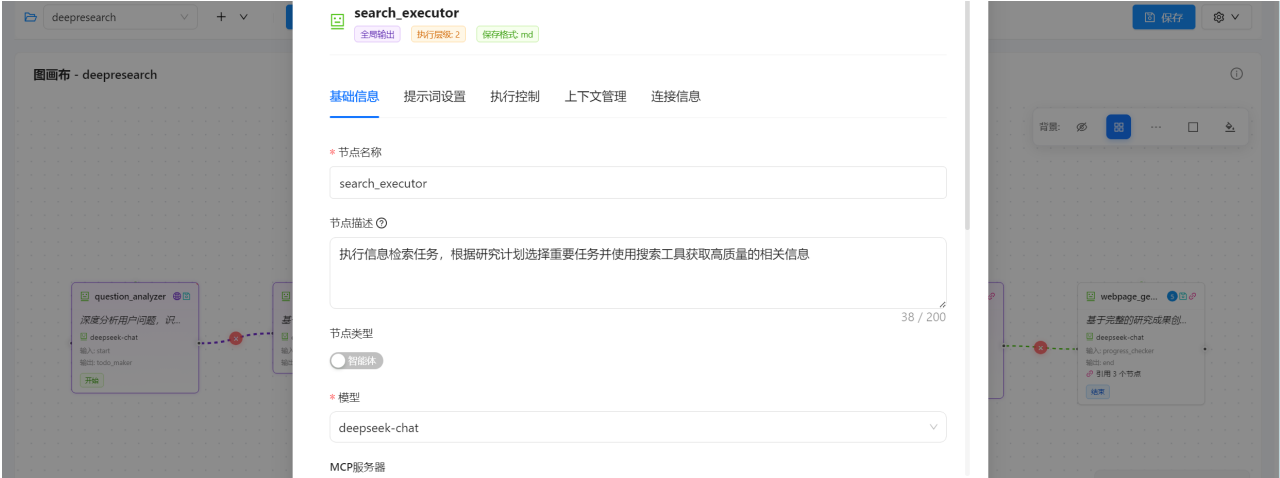 deepresearch
保存
图画布 - deepresearch
背景:
question_analyzer
深度分析用户问题，识...
deepseek-chat
输入: start
输出: todo_maker
开始
search_executor
全局输出
执行层级: 2
保存格式: md
基础信息
提示词设置
执行控制
上下文管理
连接信息
* 节点名称
search_executor
节点描述
执行信息检索任务，根据研究计划选择重要任务并使用搜索工具获取高质量的相关信息
38 / 200
节点类型
智能体
* 模型
deepseek-chat
MCP服务器
webpage_ge...
5
基于完整的研究成果创...
deepseek-chat
输入: progress_checker
输出: end
引用 3 个节点
结束